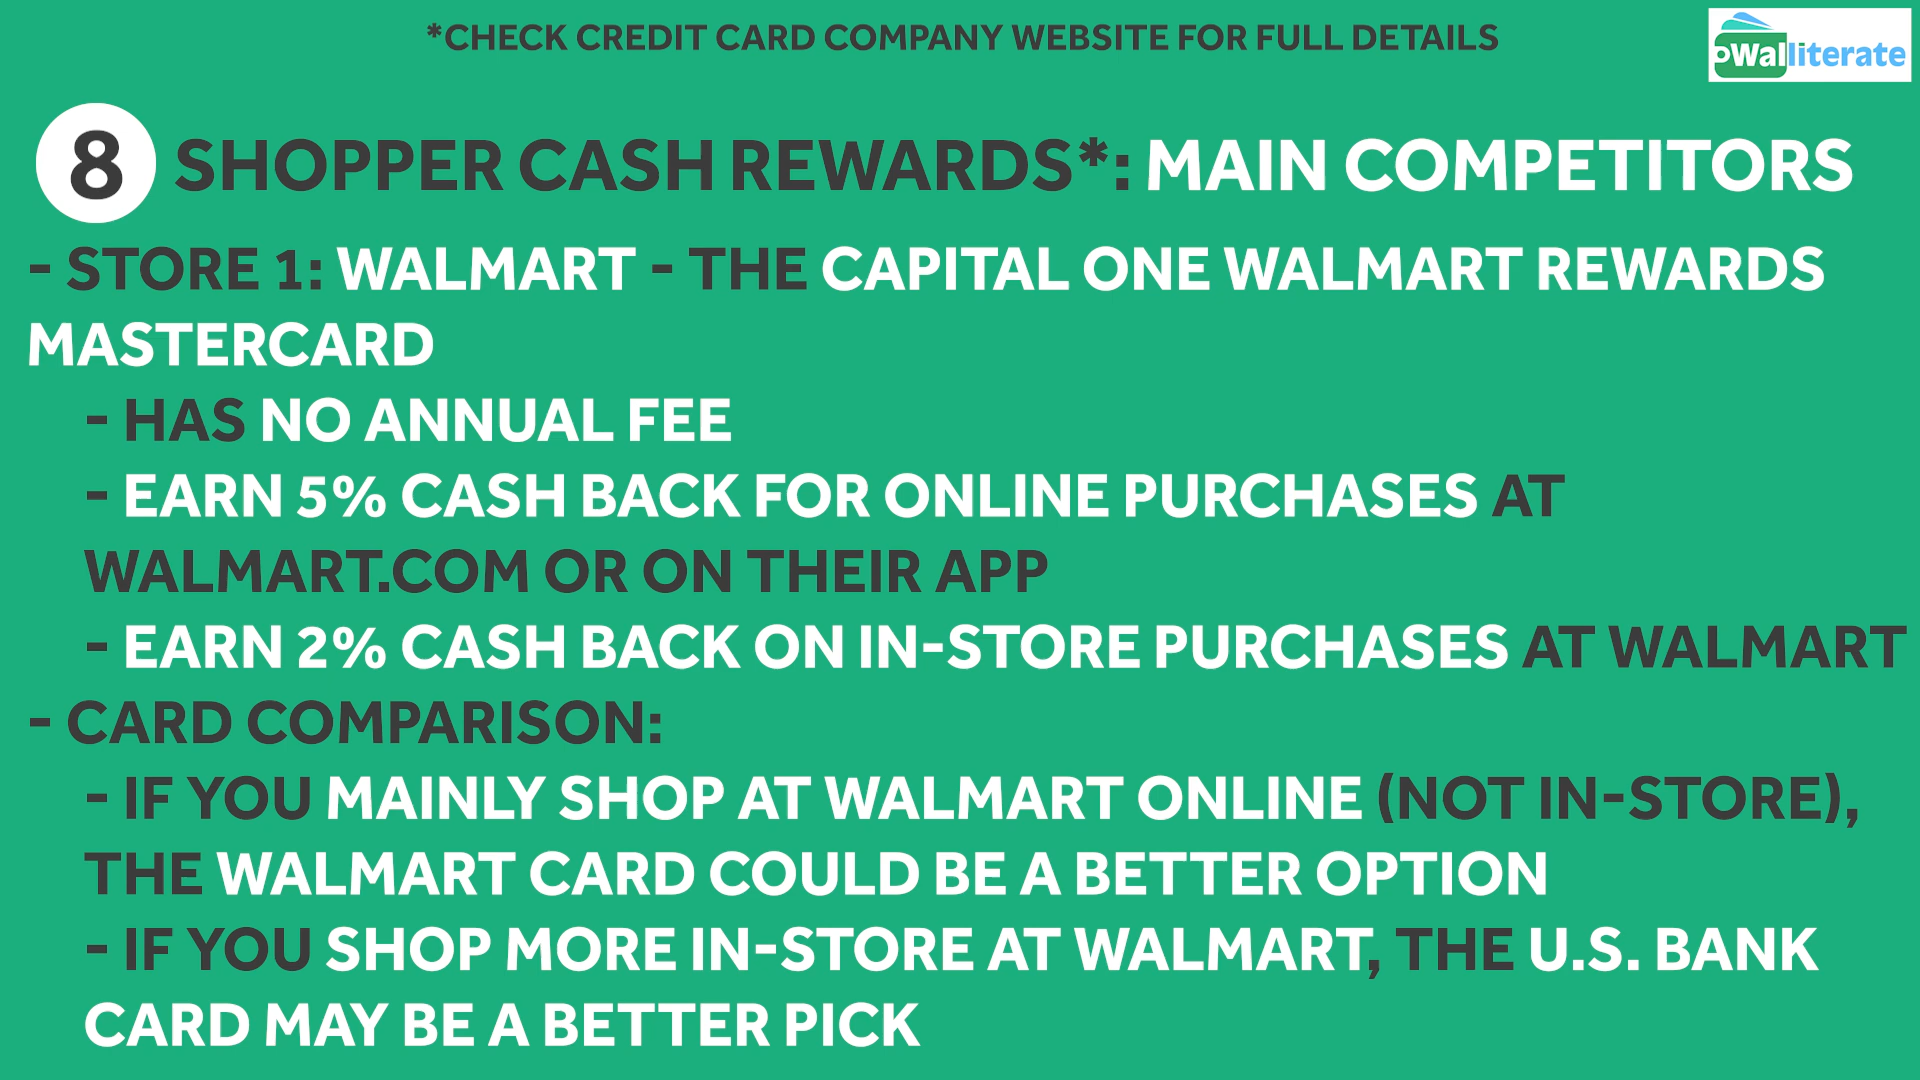 *CHECK CREDIT CARD COMPANY WEBSITE FOR FULL DETAILS
Walliterate
8 SHOPPER CASH REWARDS*: MAIN COMPETITORS
- STORE 1: WALMART - THE CAPITAL ONE WALMART REWARDS
MASTERCARD
- HAS NO ANNUAL FEE
- EARN 5% CASH BACK FOR ONLINE PURCHASES AT
WALMART.COM OR ON THEIR APP
- EARN 2% CASH BACK ON IN-STORE PURCHASES AT WALMART
- CARD COMPARISON:
- IF YOU MAINLY SHOP AT WALMART ONLINE (NOT IN-STORE),
THE WALMART CARD COULD BE A BETTER OPTION
- IF YOU SHOP MORE IN-STORE AT WALMART, THE U.S. BANK
CARD MAY BE A BETTER PICK